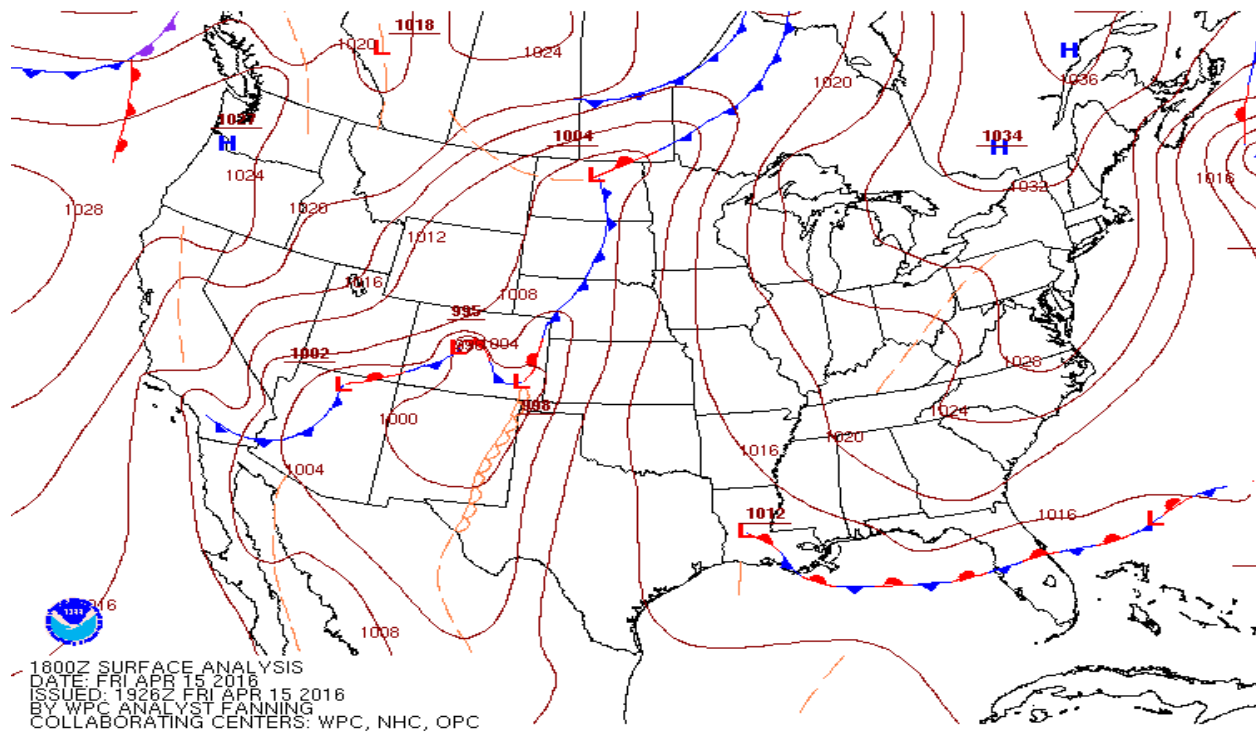 1018
1020
1024
L
H
1036
1020
1037
H
1004
1034
H
1016
1024
L
1032
1028
1020
1012
1016
1008
995
1002
L
1004
L
L
1028
998
1000
1024
1020
1016
1004
1012
L
1016
L
1016
1008
1800Z SURFACE ANALYSIS
DATE: FRI APR 15 2016
ISSUED: 1926Z FRI APR 15 2016
BY WPC ANALYST FANNING
COLLABORATING CENTERS: WPC, NHC, OPC